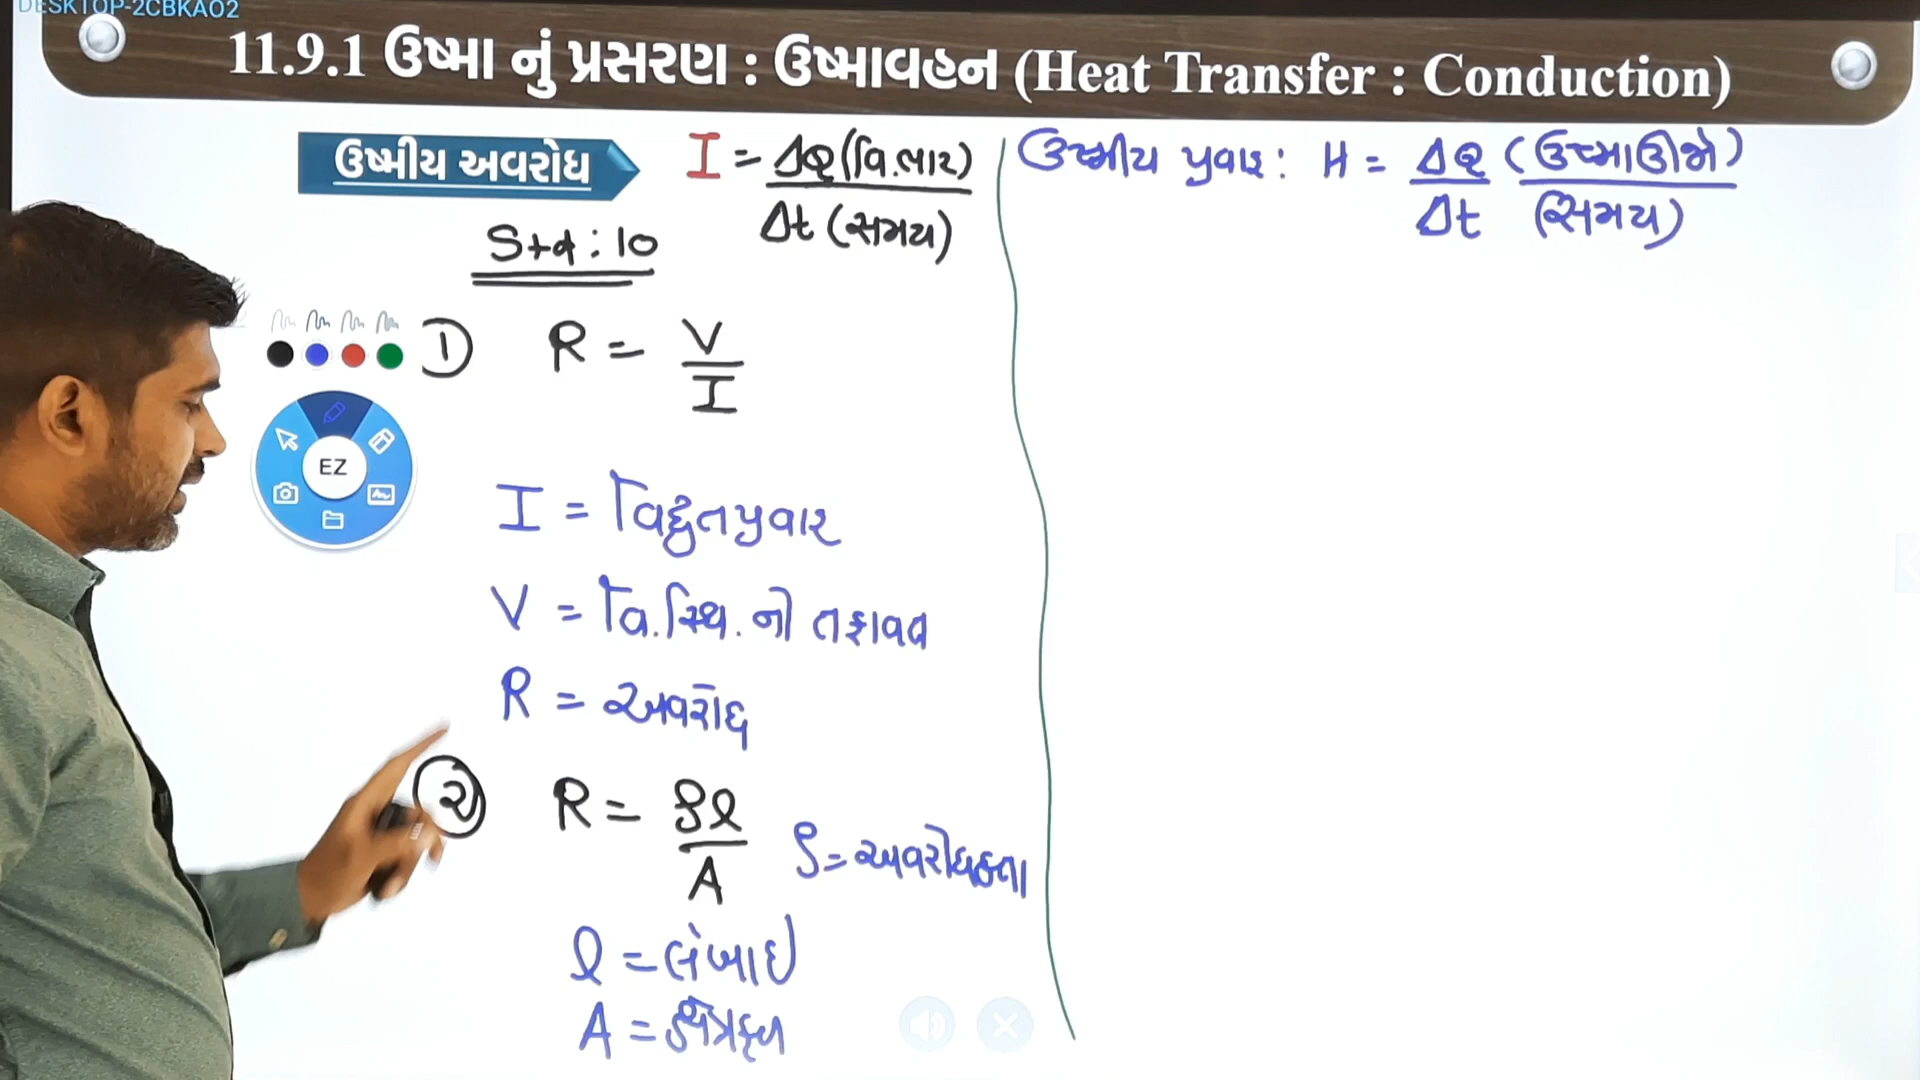 DESKTOP-2CBKAO2
11.9.1 ઉષ્મા નું પ્રસરણ : ઉષ્માવહન (Heat Transfer : Conduction)
ઉષ્મીય અવરોધ
I = ΔQ (વિ.ભાર) / Δt (સમય)
Std : 10
① R = V / I
EZ
I = વિદ્યુતપ્રવાહ
V = વિ.સ્થિ. નો તફાવત
R = અવરોધ
② R = ρl / A
ρ = અવરોધકતા
l = લંબાઈ
A = ક્ષેત્રફળ
ઉષ્મીય પ્રવાહ : H = ΔQ / Δt (ઉષ્માઊર્જા) / (સમય)